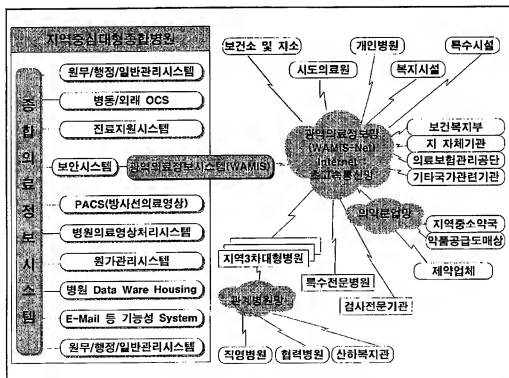 지역중심대형종합병원
종합의료정보시스템
원무/행정/일반관리시스템
병동/외래 OCS
진료지원시스템
보안시스템
광역의료정보시스템(WAMIS)
PACS(방사선의료영상)
병원의료영상처리시스템
원가관리시스템
병원 Data Ware Housing
E-Mail 등 기능성 System
원무/행정/일반관리시스템
보건소 및 지소
개인병원
특수시설
시도의료원
복지시설
광역의료정보망
(WAMIS-Net)
Internet
초고속통신망
보건복지부
지 자체기관
의료보험관리공단
기타국가관련기관
의약분업망
지역중소약국
약품공급도매상
제약업체
지역3차대형병원
특수전문병원
검사전문기관
관계병원망
직영병원
협력병원
산하복지관